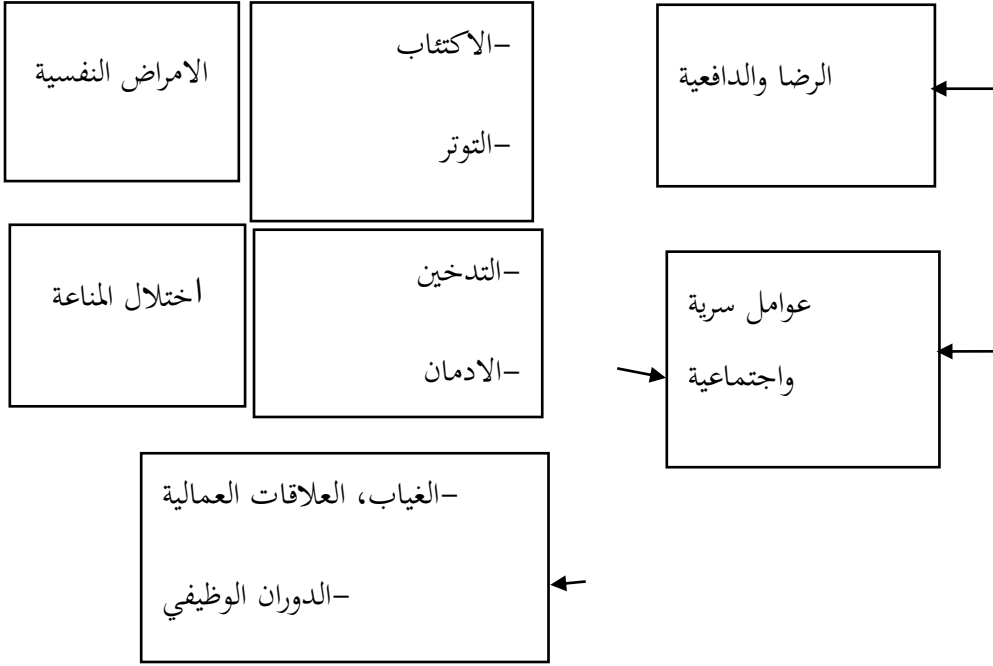 الرضا والدافعية
-الاكتئاب
-التوتر
الامراض النفسية
عوامل سرية
واجتماعية
-التدخين
-الادمان
اختلال المناعة
-الغياب، العلاقات العمالية
-الدوران الوظيفي